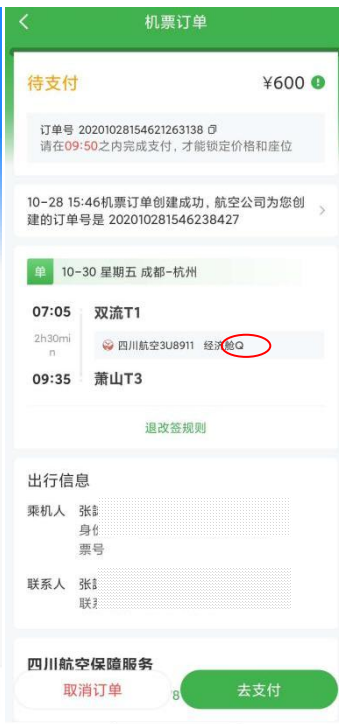 机票订单
待支付
¥600
订单号 20201028154621263138
请在09:50之内完成支付，才能锁定价格和座位
10-28 15:46机票订单创建成功，航空公司为您创
建的订单号是 202010281546238427
单 10-30 星期五 成都-杭州
07:05 双流T1
2h30mi
n
四川航空3U8911 经济舱Q
09:35 萧山T3
退改签规则
出行信息
乘机人 张
身份
票号
联系人 张
联系
四川航空保障服务
取消订单
8
去支付